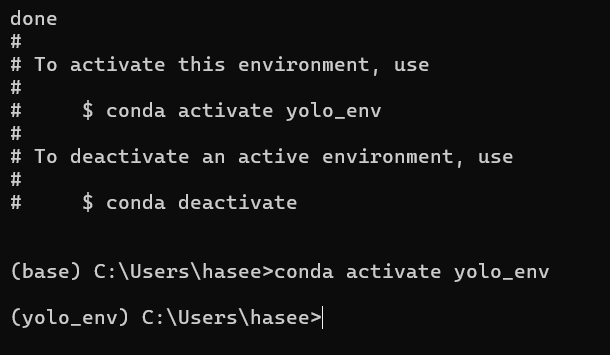 done
#
# To activate this environment, use
#
#     $ conda activate yolo_env
#
# To deactivate an active environment, use
#
#     $ conda deactivate
(base) C:\Users\hasee>conda activate yolo_env
(yolo_env) C:\Users\hasee>